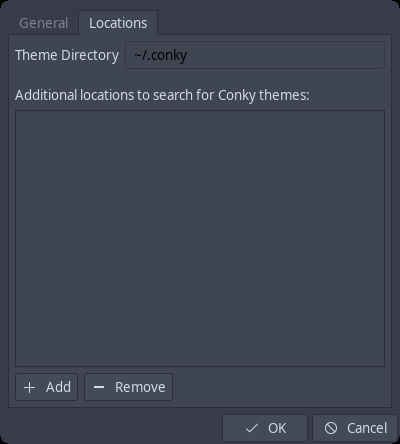 General Locations
Theme Directory ~/.conky
Additional locations to search for Conky themes:
Add Remove
OK Cancel